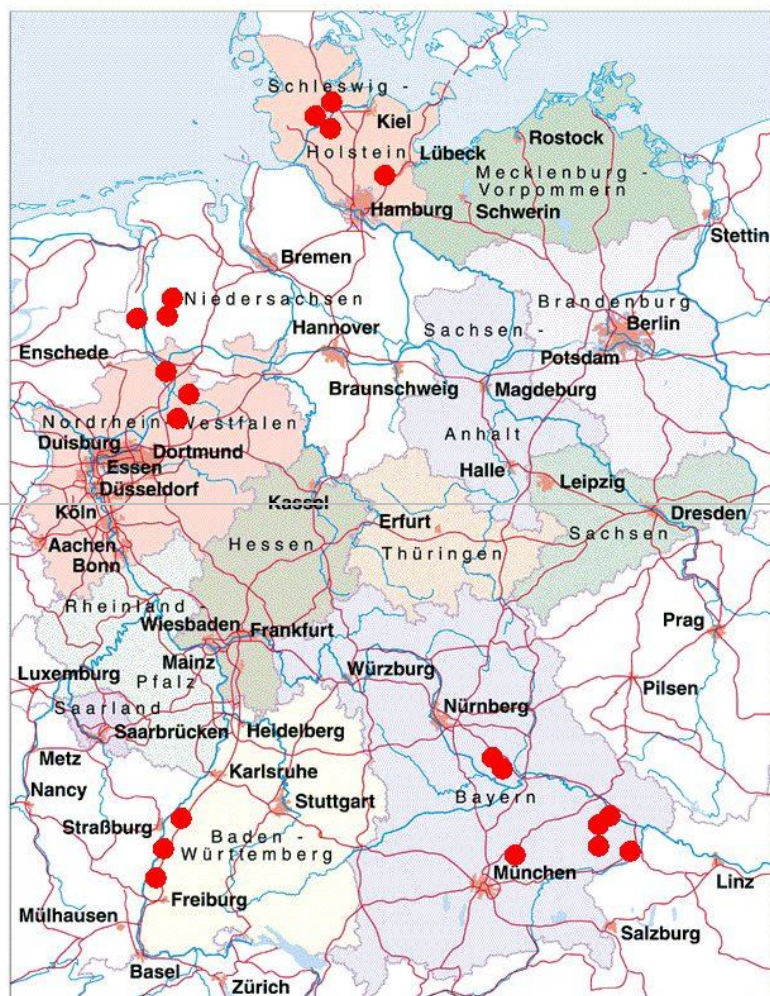 Schleswig -
Kiel
Holstein
Lübeck
Rostock
Mecklenburg -
Vorpommern
Hamburg
Schwerin
Stettin
Bremen
Niedersachsen
Brandenburg
Hannover
Sachsen -
Berlin
Enschede
Potsdam
Braunschweig
Magdeburg
Nordrhein Westfalen
Anhalt
Duisburg
Dortmund
Essen
Halle
Leipzig
Düsseldorf
Kassel
Köln
Erfurt
Dresden
Aachen
Hessen
Thüringen
Sachsen
Bonn
Rheinland -
Wiesbaden
Frankfurt
Prag
Mainz
Luxemburg
Pfalz
Würzburg
Pilsen
Saarland
Nürnberg
Saarbrücken
Heidelberg
Metz
Karlsruhe
Nancy
Stuttgart
Bayern
Straßburg
Baden -
Württemberg
München
Linz
Freiburg
Mülhausen
Salzburg
Basel
Zürich